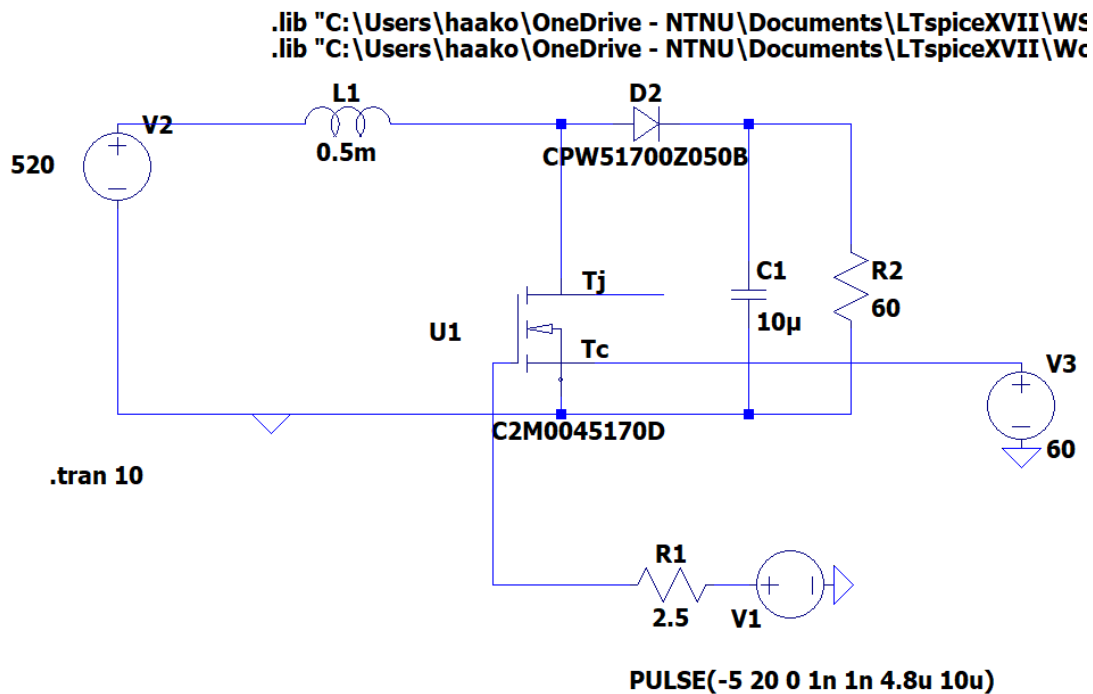 .lib "C:\Users\haako\OneDrive - NTNU\Documents\LTspiceXVII\WS
.lib "C:\Users\haako\OneDrive - NTNU\Documents\LTspiceXVII\Wo
L1
D2
V2
0.5m
CPW51700Z050B
520
Tj
C1
R2
U1
10µ
60
Tc
V3
C2M0045170D
60
.tran 10
R1
2.5
V1
PULSE(-5 20 0 1n 1n 4.8u 10u)